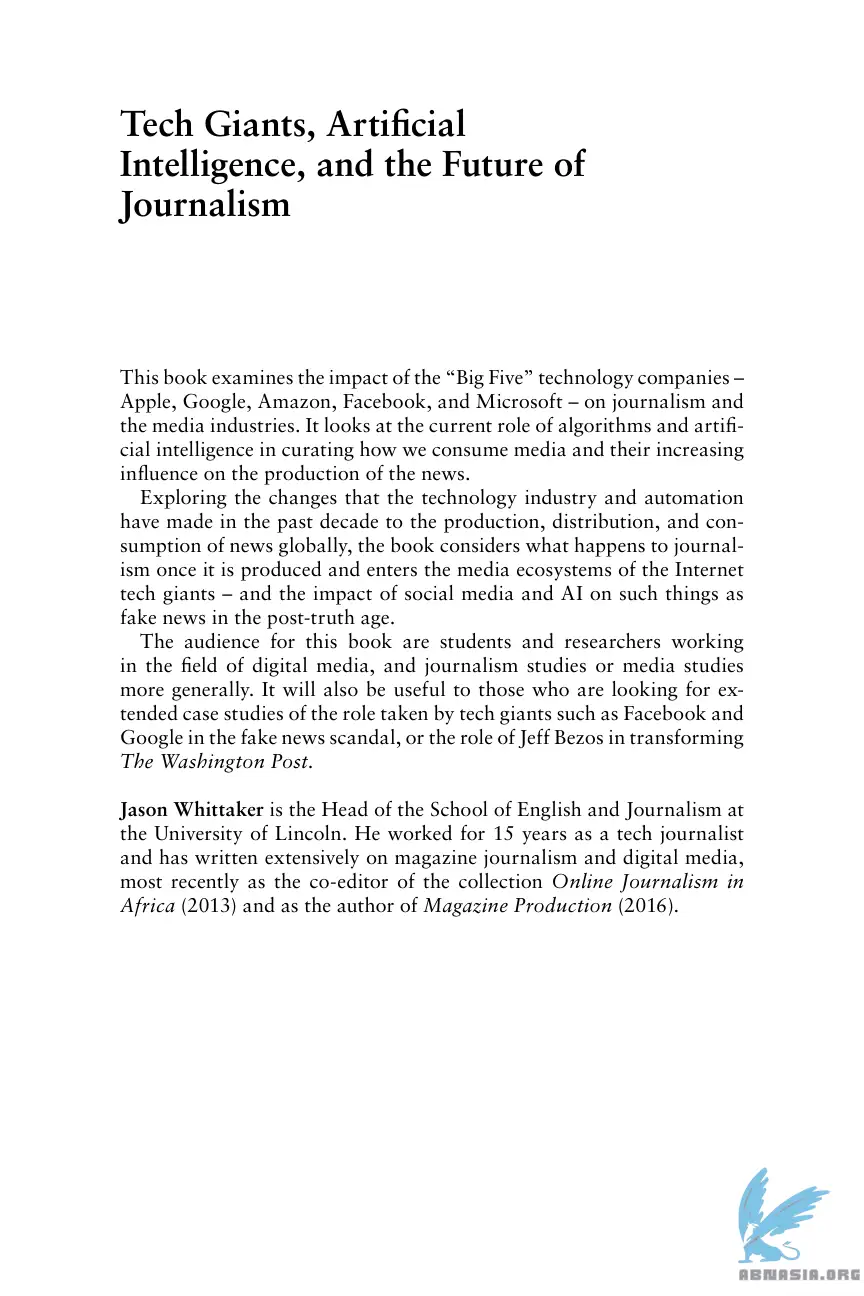 Tech Giants, Artificial
Intelligence, and the Future of
Journalism
This book examines the impact of the “Big Five” technology companies –
Apple, Google, Amazon, Facebook, and Microsoft – on journalism and
the media industries. It looks at the current role of algorithms and artifi-
cial intelligence in curating how we consume media and their increasing
influence on the production of the news.
Exploring the changes that the technology industry and automation
have made in the past decade to the production, distribution, and con-
sumption of news globally, the book considers what happens to journal-
ism once it is produced and enters the media ecosystems of the Internet
tech giants – and the impact of social media and AI on such things as
fake news in the post-truth age.
The audience for this book are students and researchers working
in the field of digital media, and journalism studies or media studies
more generally. It will also be useful to those who are looking for ex-
tended case studies of the role taken by tech giants such as Facebook and
Google in the fake news scandal, or the role of Jeff Bezos in transforming
The Washington Post.
Jason Whittaker is the Head of the School of English and Journalism at
the University of Lincoln. He worked for 15 years as a tech journalist
and has written extensively on magazine journalism and digital media,
most recently as the co-editor of the collection Online Journalism in
Africa (2013) and as the author of Magazine Production (2016).
ABNASIA.ORG